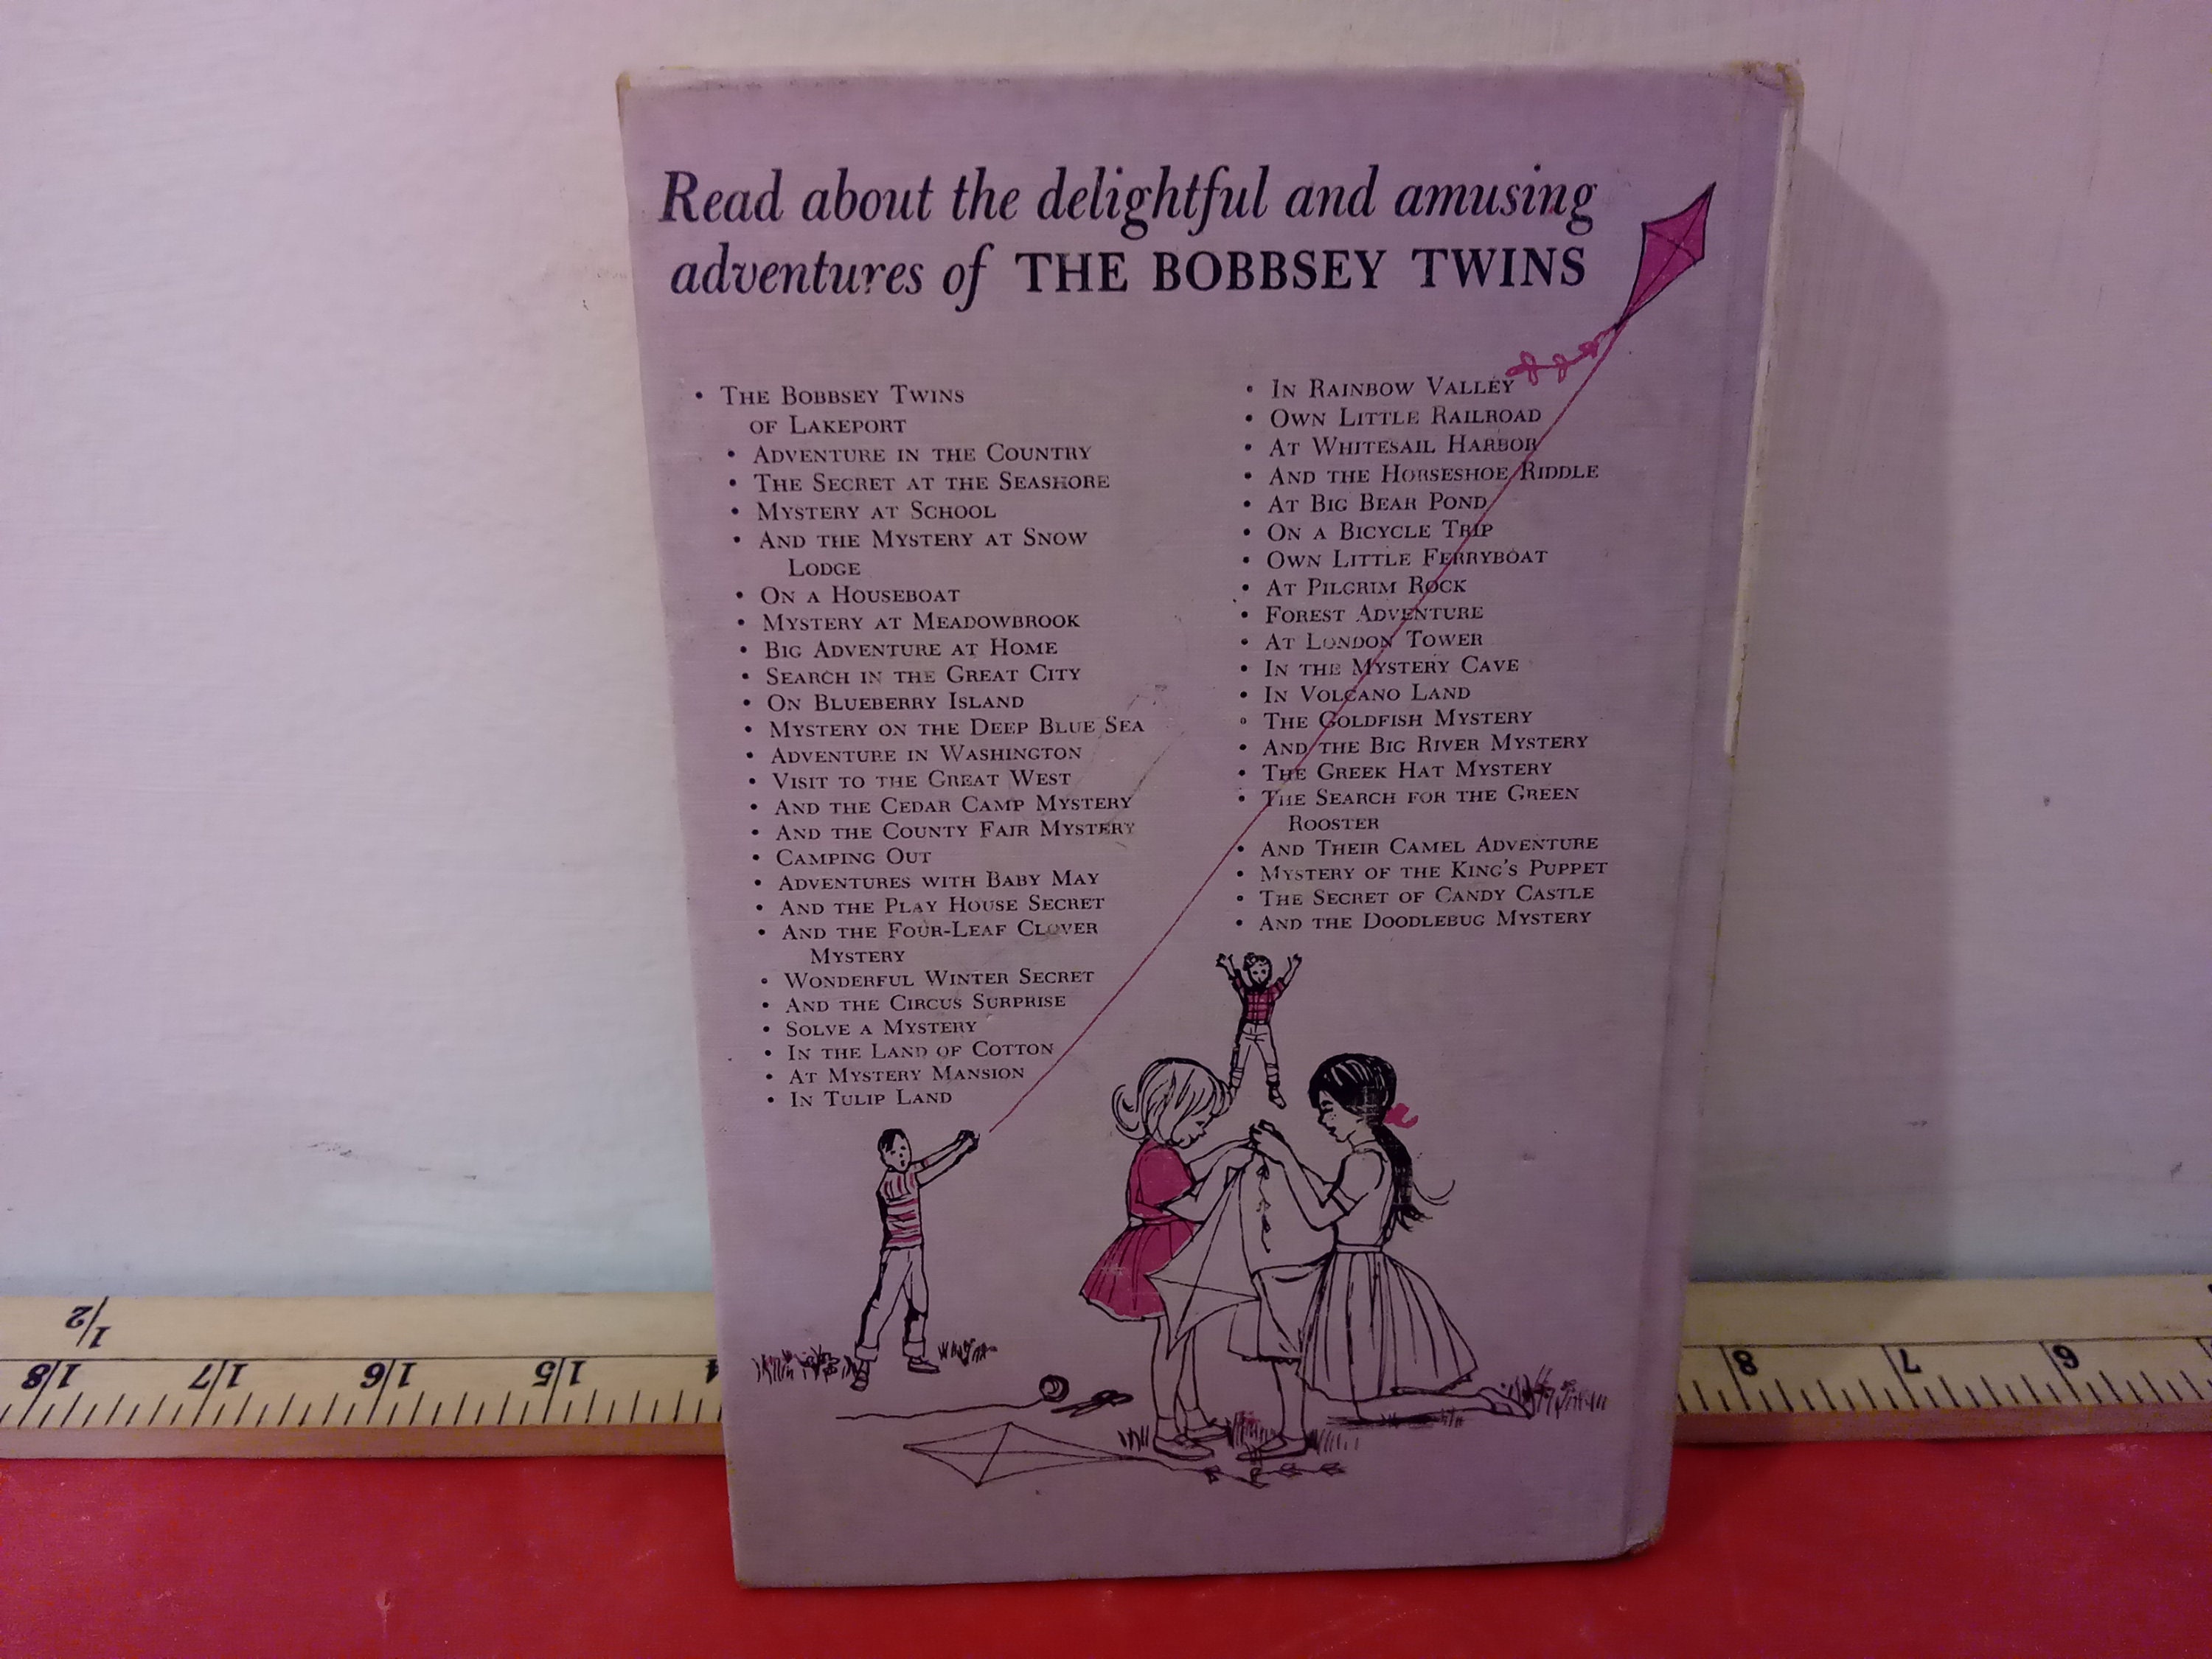 Read about the delightful and amusing
adventures of THE BOBBSEY TWINS
• THE BOBBSEY TWINS
OF LAKEPORT
• ADVENTURE IN THE COUNTRY
• THE SECRET AT THE SEASHORE
• MYSTERY AT SCHOOL
• AND THE MYSTERY AT SNOW
LODGE
• ON A HOUSEBOAT
• MYSTERY AT MEADOWBROOK
• BIG ADVENTURE AT HOME
• SEARCH IN THE GREAT CITY
• ON BLUEBERRY ISLAND
• MYSTERY ON THE DEEP BLUE SEA
• ADVENTURE IN WASHINGTON
• VISIT TO THE GREAT WEST
• AND THE CEDAR CAMP MYSTERY
• AND THE COUNTY FAIR MYSTERY
• CAMPING OUT
• ADVENTURES WITH BABY MAY
• AND THE PLAY HOUSE SECRET
• AND THE FOUR-LEAF CLOVER
MYSTERY
• WONDERFUL WINTER SECRET
• AND THE CIRCUS SURPRISE
• SOLVE A MYSTERY
• IN THE LAND OF COTTON
• AT MYSTERY MANSION
• IN TULIP LAND
• IN RAINBOW VALLEY
• OWN LITTLE RAILROAD
• AT WHITESAIL HARBOR
• AND THE HORSESHOE RIDDLE
• AT BIG BEAR POND
• ON A BICYCLE TRIP
• OWN LITTLE FERRYBOAT
• AT PILGRIM ROCK
• FOREST ADVENTURE
• AT LONDON TOWER
• IN THE MYSTERY CAVE
• IN VOLCANO LAND
• THE GOLDFISH MYSTERY
• AND THE BIG RIVER MYSTERY
• THE GREEK HAT MYSTERY
• THE SEARCH FOR THE GREEN
ROOSTER
• AND THEIR CAMEL ADVENTURE
• MYSTERY OF THE KING'S PUPPET
• THE SECRET OF CANDY CASTLE
• AND THE DOODLEBUG MYSTERY
1/2
18 17 16 15 4 8 7 6